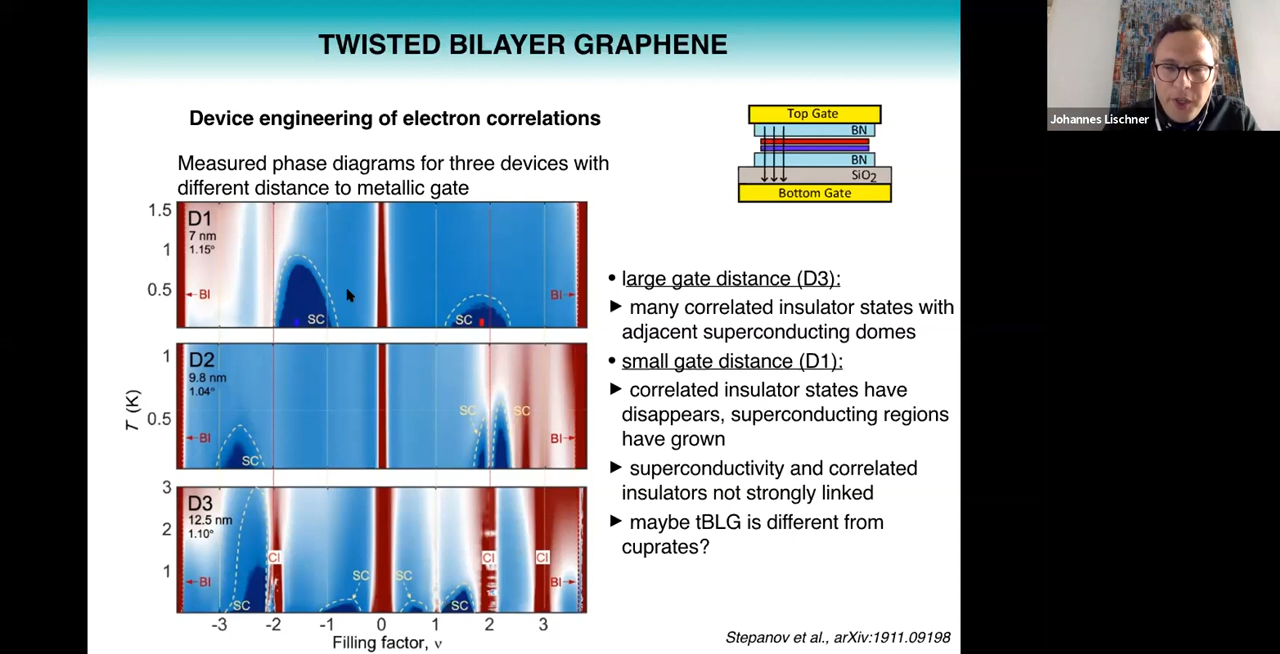 TWISTED BILAYER GRAPHENE
Johannes Lischner
Device engineering of electron correlations
Measured phase diagrams for three devices with
different distance to metallic gate
Top Gate
BN
BN
SiO2
Bottom Gate
1.5
1
0.5
D1
7 nm
1.15°
BI
SC
SC
BI
1
0.5
D2
9.8 nm
1.04°
BI
SC
SC
SC
BI
T (K)
3
2
1
D3
12.5 nm
1.10°
BI
SC
CI
SC
SC
SC
CI
CI
BI
-3 -2 -1 0 1 2 3
Filling factor, ν
• large gate distance (D3):
► many correlated insulator states with
adjacent superconducting domes
• small gate distance (D1):
► correlated insulator states have
disappears, superconducting regions
have grown
► superconductivity and correlated
insulators not strongly linked
► maybe tBLG is different from
cuprates?
Stepanov et al., arXiv:1911.09198